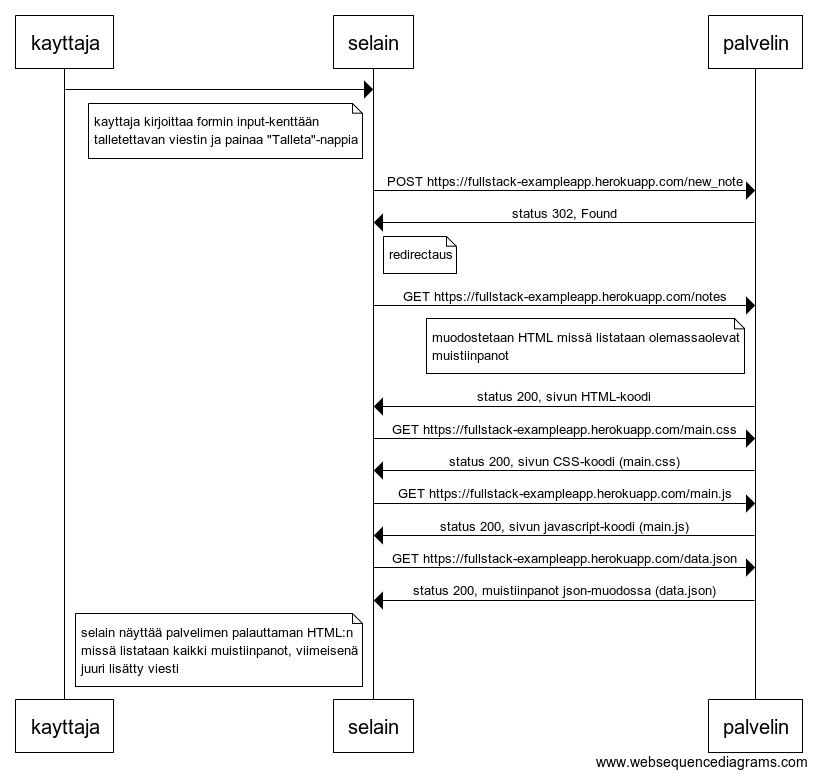 kayttaja
selain
palvelin
kayttaja kirjoittaa formin input-kenttään
talletettavan viestin ja painaa "Talleta"-nappia
POST https://fullstack-exampleapp.herokuapp.com/new_note
status 302, Found
redirectaus
GET https://fullstack-exampleapp.herokuapp.com/notes
muodostetaan HTML missä listataan olemassaolevat
muistiinpanot
status 200, sivun HTML-koodi
GET https://fullstack-exampleapp.herokuapp.com/main.css
status 200, sivun CSS-koodi (main.css)
GET https://fullstack-exampleapp.herokuapp.com/main.js
status 200, sivun javascript-koodi (main.js)
GET https://fullstack-exampleapp.herokuapp.com/data.json
status 200, muistiinpanot json-muodossa (data.json)
selain näyttää palvelimen palauttaman HTML:n
missä listataan kaikki muistiinpanot, viimeisenä
juuri lisätty viesti
kayttaja
selain
palvelin
www.websequencediagrams.com